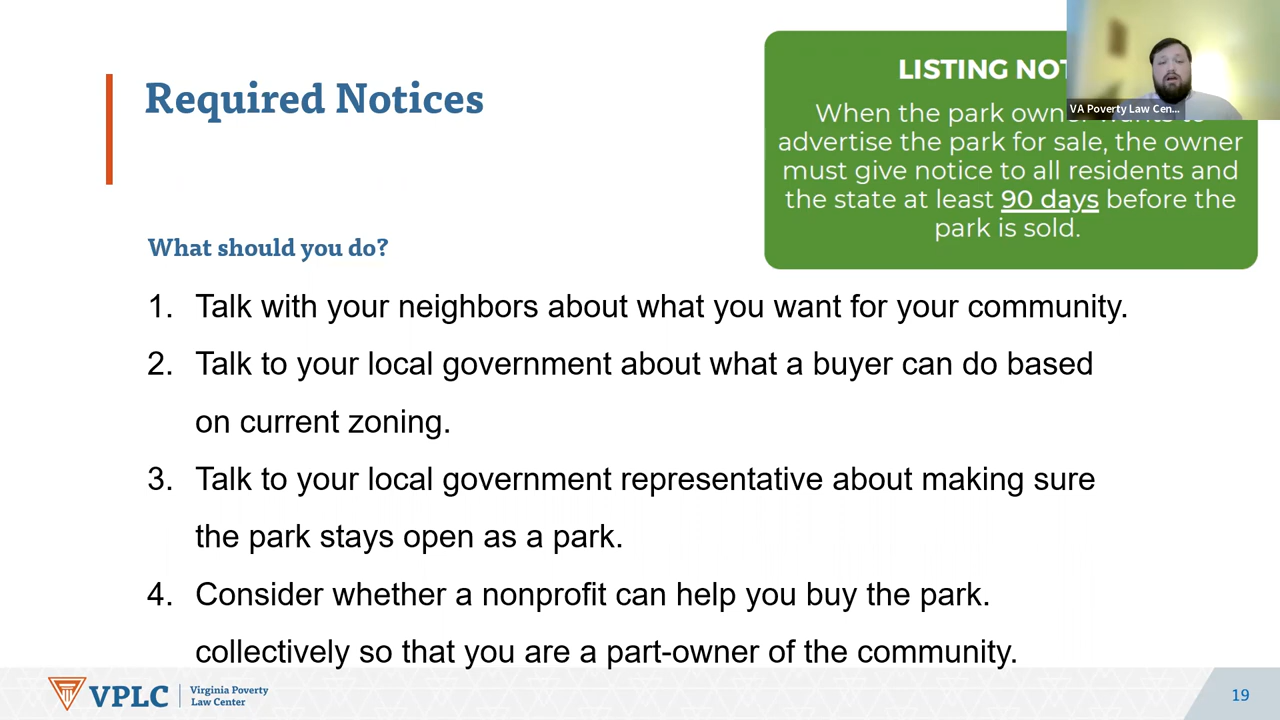 Required Notices
LISTING
When the park wants to
advertise the park for sale, the owner
must give notice to all residents and
the state at least 90 days before the
park is sold.
VA Poverty Law Cen...
What should you do?
1. Talk with your neighbors about what you want for your community.
2. Talk to your local government about what a buyer can do based
on current zoning.
3. Talk to your local government representative about making sure
the park stays open as a park.
4. Consider whether a nonprofit can help you buy the park.
collectively so that you are a part-owner of the community.
VPLC
Virginia Poverty
Law Center
19